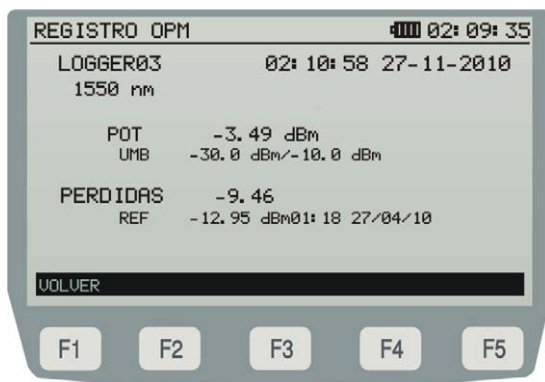 REGISTRO OPM 02:09:35
LOGGER03 02:10:58 27-11-2010
1550 nm
POT -3.49 dBm
UMB -30.0 dBm/-10.0 dBm
PERDIDAS -9.46
REF -12.95 dBm01:18 27/04/10
VOLVER
F1 F2 F3 F4 F5